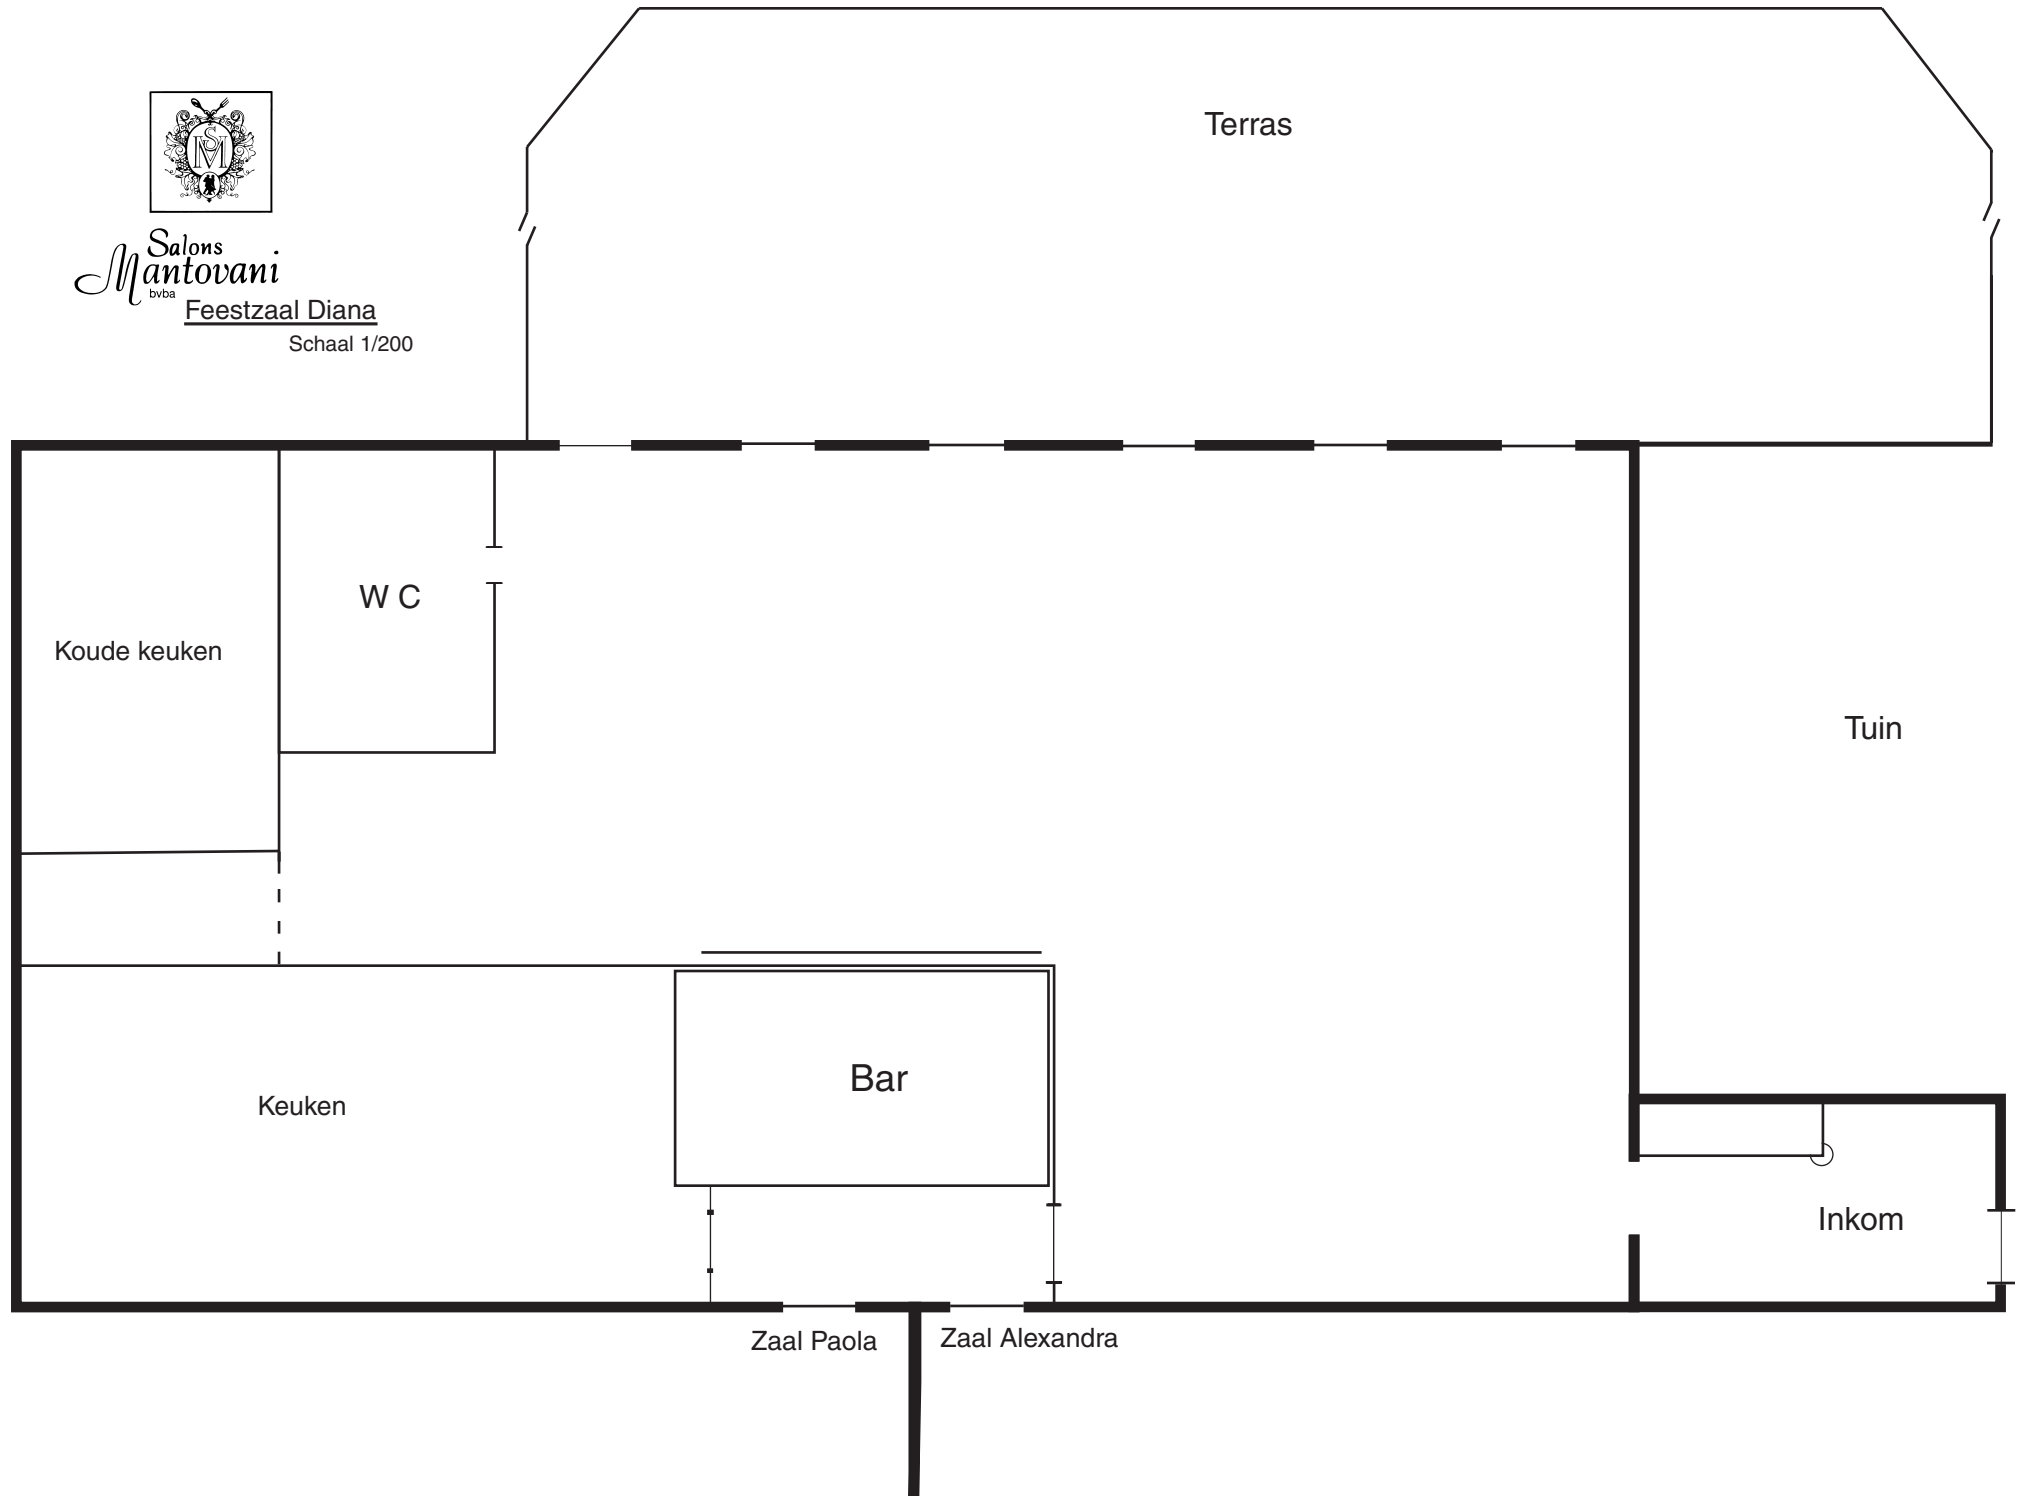 Terras
SM
Salons
Mantovani
bvba
Feestzaal Diana
Schaal 1/200
W C
Koude keuken
Tuin
Bar
Keuken
Inkom
Zaal Paola
Zaal Alexandra